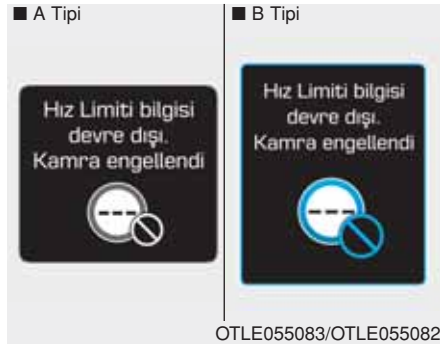 ■ A Tipi
Hız Limiti bilgisi
devre dışı.
Kamra engellendi
---
■ B Tipi
Hız Limiti bilgisi
devre dışı.
Kamra engellendi
---
OTLE055083/OTLE055082